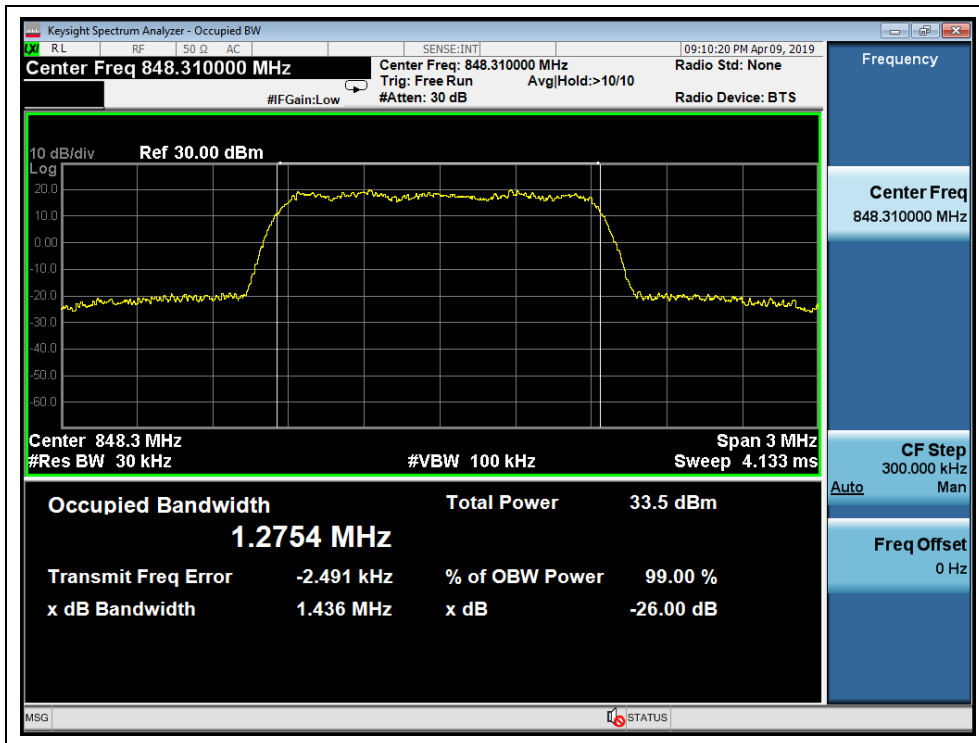 Keysight Spectrum Analyzer - Occupied BW
LXI RL RF 50 Ω AC SENSE:INT 09:10:20 PM Apr 09, 2019
Center Freq 848.310000 MHz
Center Freq: 848.310000 MHz
Radio Std: None
Trig: Free Run Avg|Hold:>10/10
#IFGain:Low #Atten: 30 dB Radio Device: BTS
10 dB/div Ref 30.00 dBm
Log
20.0
10.0
0.00
-10.0
-20.0
-30.0
-40.0
-50.0
-60.0
Center 848.3 MHz Span 3 MHz
#Res BW 30 kHz #VBW 100 kHz Sweep 4.133 ms
Occupied Bandwidth Total Power 33.5 dBm
1.2754 MHz
Transmit Freq Error -2.491 kHz % of OBW Power 99.00 %
x dB Bandwidth 1.436 MHz x dB -26.00 dB
MSG STATUS
Frequency
Center Freq
848.310000 MHz
CF Step
300.000 kHz
Auto Man
Freq Offset
0 Hz